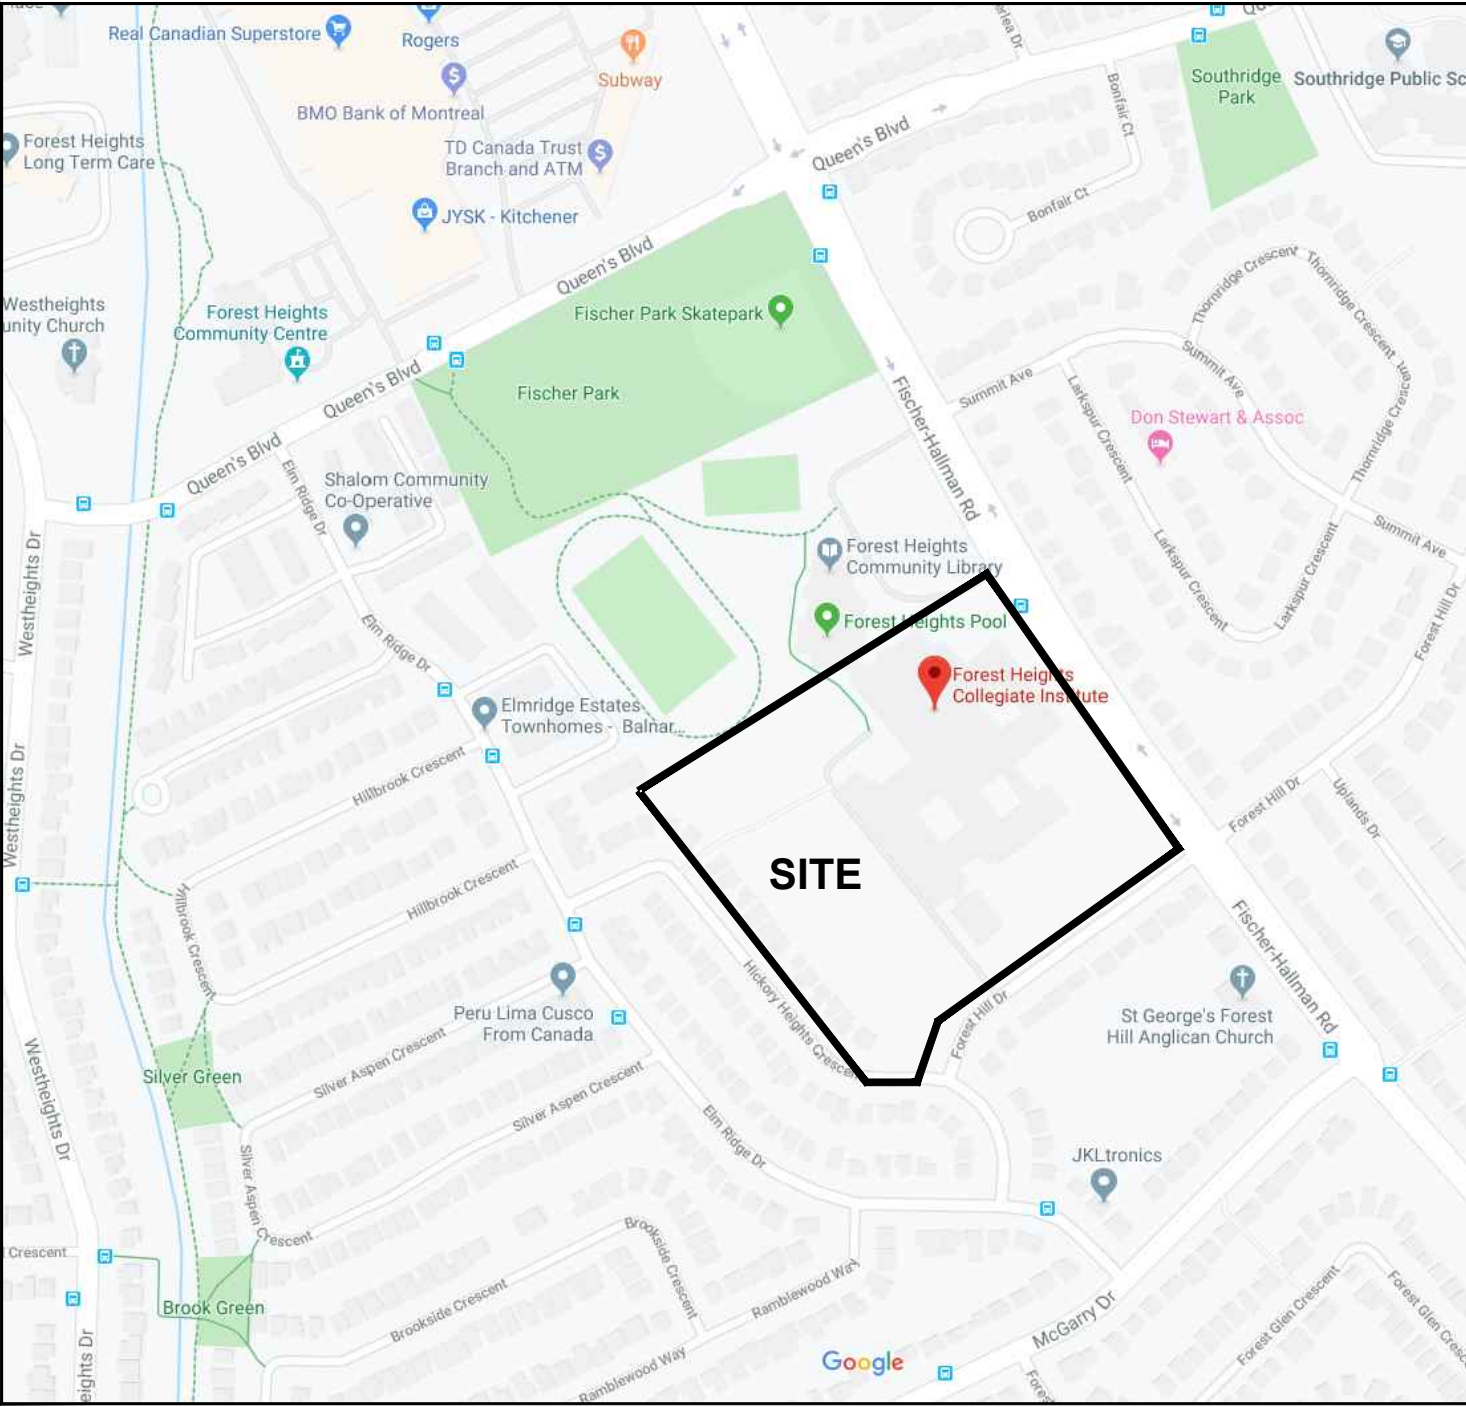 Real Canadian Superstore
Rogers
Subway
BMO Bank of Montreal
TD Canada Trust
Branch and ATM
JYSK - Kitchener
Queen's Blvd
Bonfair Ct
Bonfair Ct
Southridge
Park
Southridge Public Sc
Forest Heights
Long Term Care
Westheights
unity Church
Forest Heights
Community Centre
Queen's Blvd
Queen's Blvd
Queen's Blvd
Fischer Park Skatepark
Fischer Park
Thornridge Crescent
Thornridge Crescent
Thornridge Crescent
Summit Ave
Summit Ave
Summit Ave
Larkspur Crescent
Larkspur Crescent
Larkspur Crescent
Don Stewart & Assoc
Fischer-Hallman Rd
Elm Ridge Dr
Shalom Community
Co-Operative
Westheights Dr
Forest Heights
Community Library
Forest Heights Pool
Forest Heights
Collegiate Institute
Forest Hill Dr
Elm Ridge Dr
Elmridge Estates
Townhomes - Balnar...
Westheights Dr
Hillbrook Crescent
Hillbrook Crescent
Hillbrook Crescent
SITE
Forest Hill Dr
Uplands Dr
Fischer-Hallman Rd
Hickory Heights Crescent
Forest Hill Dr
Peru Lima Cusco
From Canada
St George's Forest
Hill Anglican Church
Westheights Dr
Silver Green
Silver Aspen Crescent
Silver Aspen Crescent
Silver Aspen Crescent
Elm Ridge Dr
JKLtronics
l Crescent
Brook Green
Brookside Crescent
Brookside Crescent
Ramblewood Way
Ramblewood Way
McGarry Dr
Forest Glen Crescent
Forest Glen Cresc
eights Dr
Google
Fores